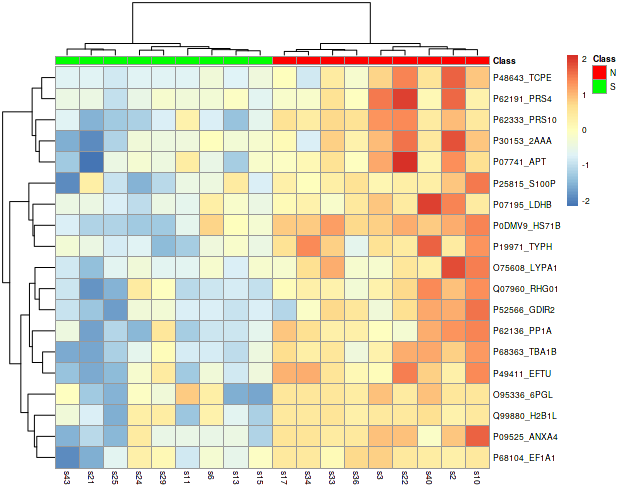 Class
P48643_TCPE
P62191_PRS4
P62333_PRS10
P30153_2AAA
P07741_APT
P25815_S100P
P07195_LDHB
P0DMV9_HS71B
P19971_TYPH
O75608_LYPA1
Q07960_RHG01
P52566_GDIR2
P62136_PP1A
P68363_TBA1B
P49411_EFTU
O95336_6PGL
Q99880_H2B1L
P09525_ANXA4
P68104_EF1A1
s43 s21 s25 s24 s29 s11 s6 s13 s15 s17 s34 s33 s36 s3 s22 s40 s2 s10
2
1
0
-1
-2
Class
N
S